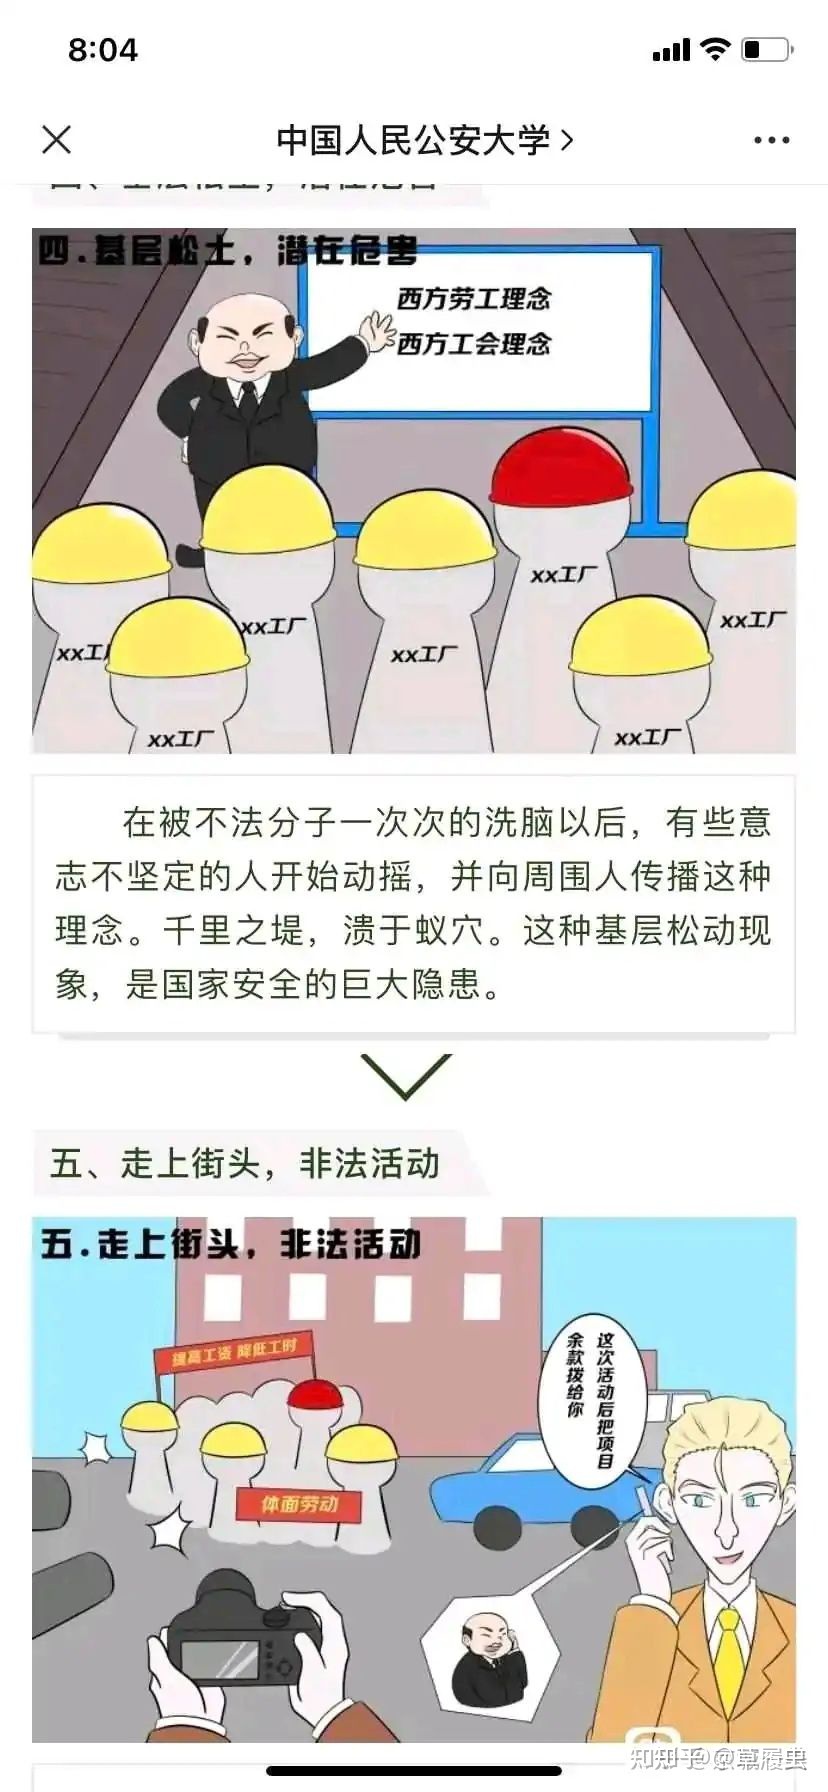 8:04
中国人民公安大学
四.基层松土，潜在危害
西方劳工理念
西方工会理念
xx工厂
xx工厂
xx工厂
xx工厂
xx工厂
xx工厂
xx工厂
在被不法分子一次次的洗脑以后，有些意
志不坚定的人开始动摇，并向周围人传播这种
理念。千里之堤，溃于蚁穴。这种基层松动现
象，是国家安全的巨大隐患。
五、走上街头，非法活动
五.走上街头，非法活动
提高工资 降低工时
这次活动后把项目
余款拨给你
体面劳动
知乎 @草履虫